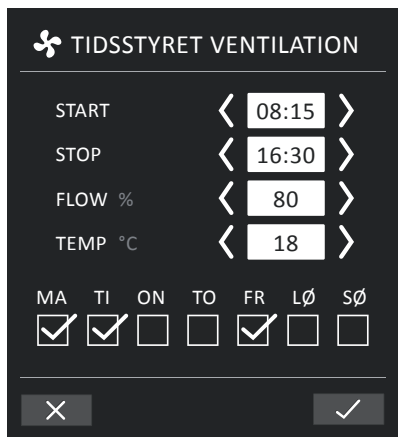 TIDSSTYRET VENTILATION
START 08:15
STOP 16:30
FLOW % 80
TEMP °C 18
MA TI ON TO FR LØ SØ